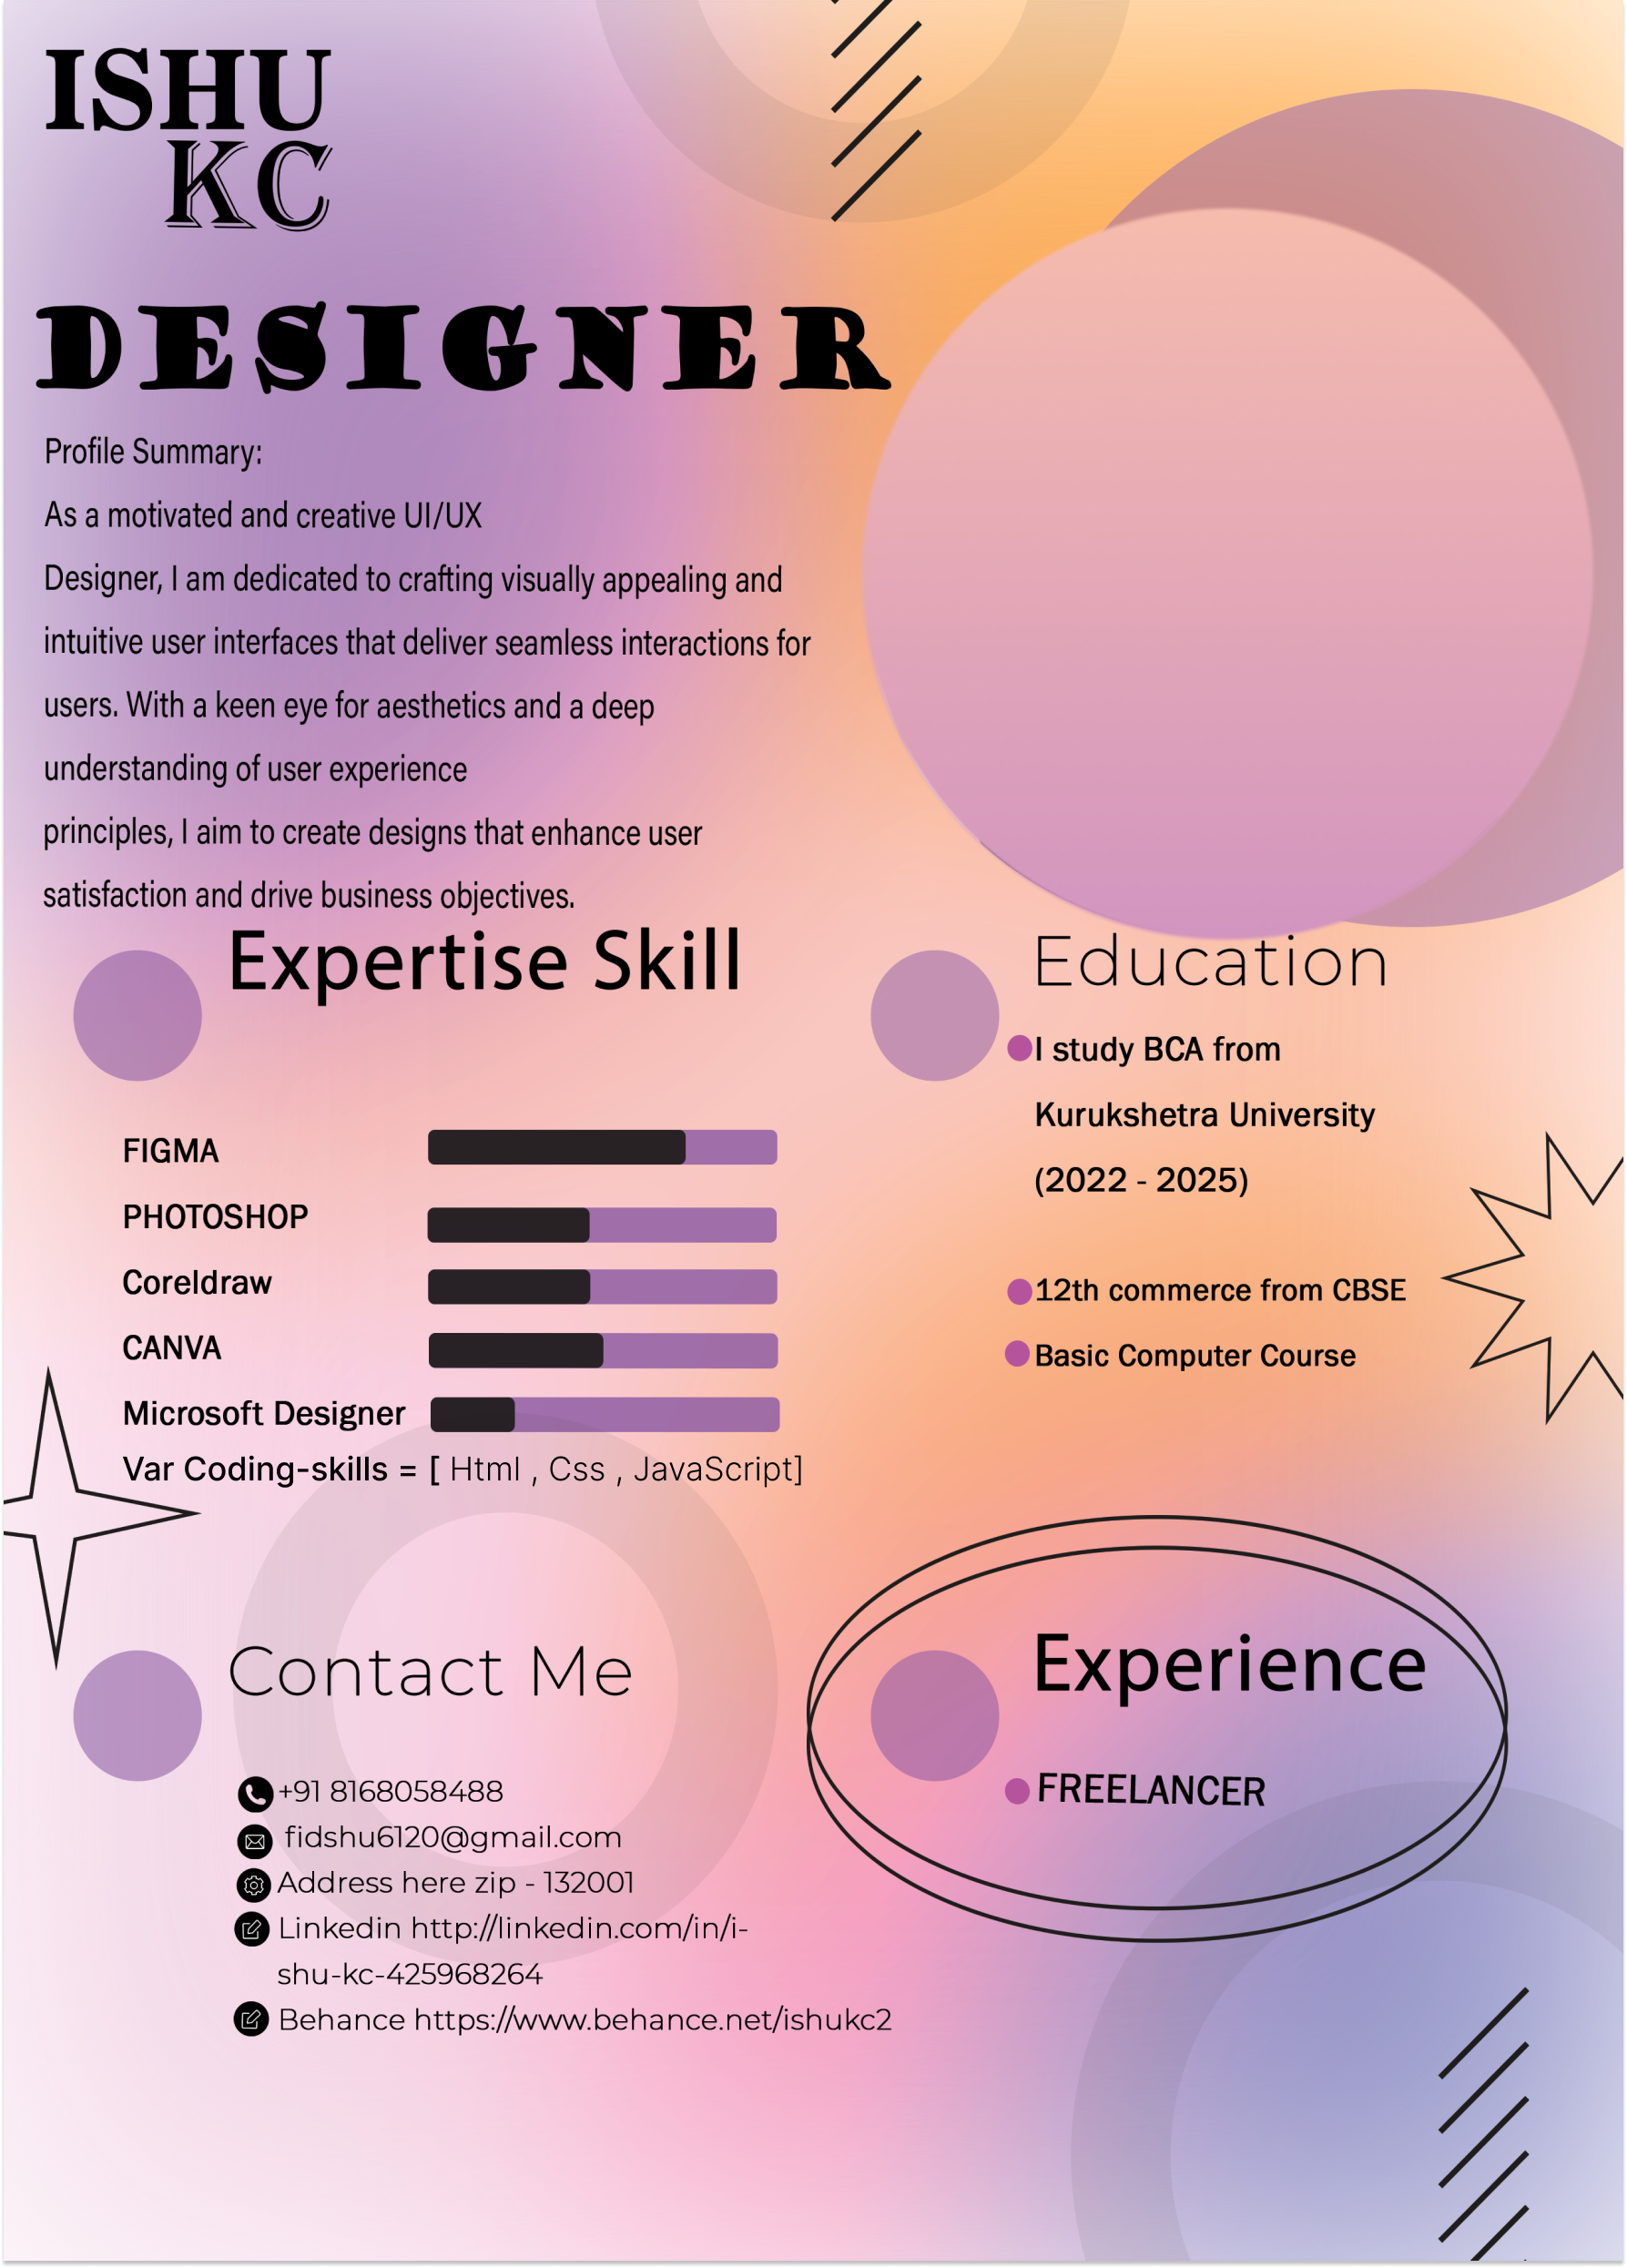 ISHU
KC
DESIGNER
Profile Summary:
As a motivated and creative UI/UX
Designer, I am dedicated to crafting visually appealing and
intuitive user interfaces that deliver seamless interactions for
users. With a keen eye for aesthetics and a deep
understanding of user experience
principles, I aim to create designs that enhance user
satisfaction and drive business objectives.
Expertise Skill
FIGMA
PHOTOSHOP
Coreldraw
CANVA
Microsoft Designer
Var Coding-skills = [ Html , Css , JavaScript]
Education
I study BCA from
Kurukshetra University
(2022 - 2025)
12th commerce from CBSE
Basic Computer Course
Contact Me
+91 8168058488
fidshu6120@gmail.com
Address here zip - 132001
Linkedin http://linkedin.com/in/i-
shu-kc-425968264
Behance https://www.behance.net/ishukc2
Experience
FREELANCER